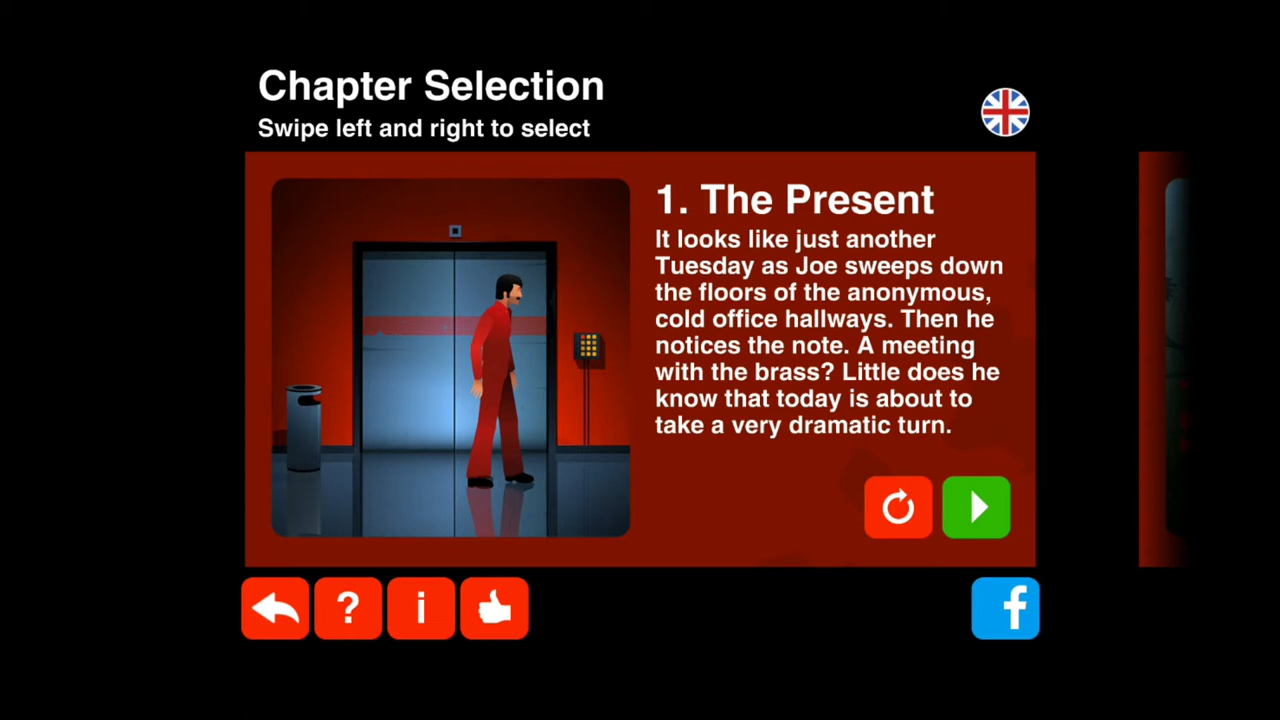 Chapter Selection
Swipe left and right to select
1. The Present
It looks like just another
Tuesday as Joe sweeps down
the floors of the anonymous,
cold office hallways. Then he
notices the note. A meeting
with the brass? Little does he
know that today is about to
take a very dramatic turn.
?
i
f